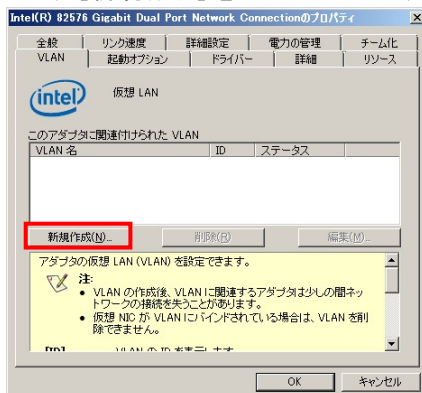 Intel(R) 82576 Gigabit Dual Port Network Connectionのプロパティ
全般 リンク速度 詳細設定 電力の管理 チーム化
VLAN 起動オプション ドライバー 詳細 リソース
intel 仮想 LAN
このアダプタに関連付けられた VLAN
VLAN 名 ID ステータス
新規作成(N)... 削除(R) 編集(M)...
アダプタの仮想 LAN (VLAN) を設定できます。
注:
• VLAN の作成後、VLAN に関連するアダプタは少しの間ネッ
トワークの接続を失うことがあります。
• 仮想 NIC が VLAN にバインドされている場合は、VLAN を削
除できません。
OK キャンセル